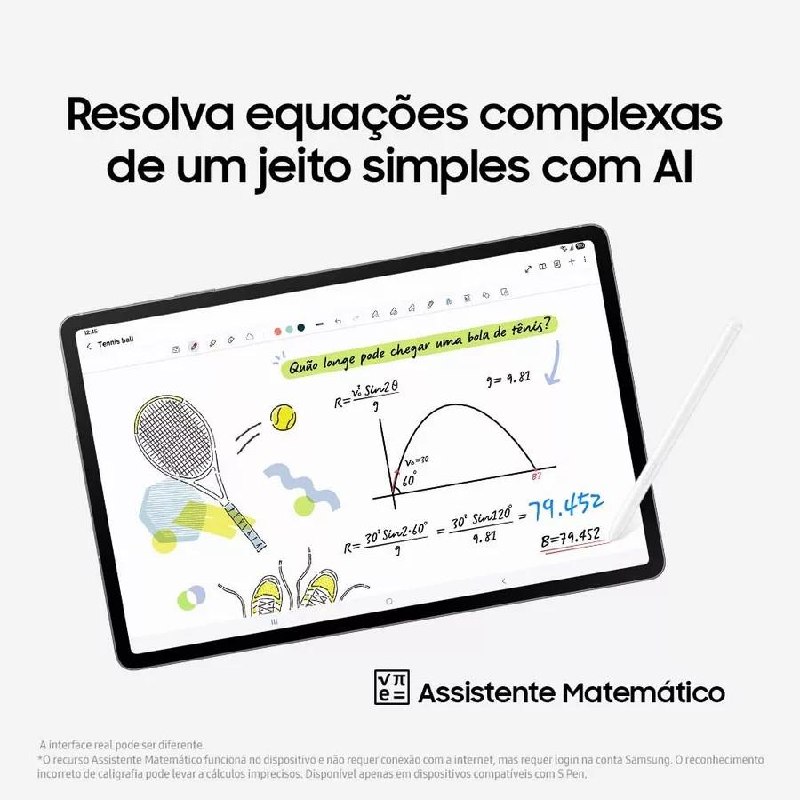 Resolva equações complexas
de um jeito simples com AI
Tennis ball
Quão longe pode chegar uma bola de tênis?
R = v₀² Sin2θ / g
g = 9.81
v₀=30
60°
B?
R = 30² Sin2·60° / g = 30² Sin120° / 9.81 = 79.452
B=79.452
√π
e=
Assistente Matemático
A interface real pode ser diferente.
*O recurso Assistente Matemático funciona no dispositivo e não requer conexão com a internet, mas requer login na conta Samsung. O reconhecimento
incorreto de caligrafia pode levar a cálculos imprecisos. Disponível apenas em dispositivos compatíveis com S Pen.